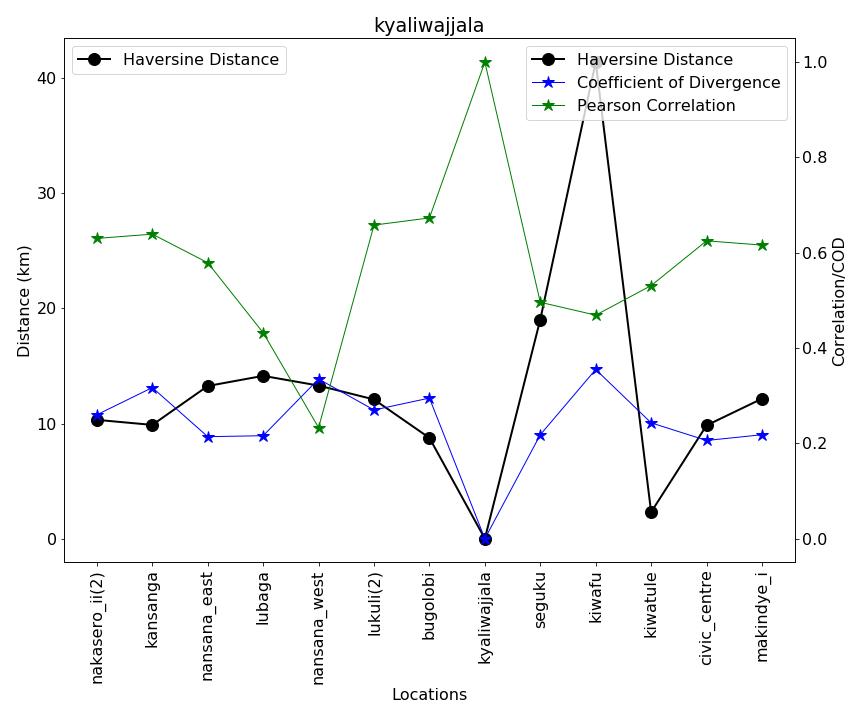 kyaliwajjala
Haversine Distance
Haversine Distance
Coefficient of Divergence
Pearson Correlation
40
30
20
10
0
Distance (km)
1.0
0.8
0.6
0.4
0.2
0.0
Correlation/COD
nakasero_ii(2)
kansanga
nansana_east
lubaga
nansana_west
lukuli(2)
bugolobi
kyaliwajjala
seguku
kiwafu
kiwatule
civic_centre
makindye_i
Locations